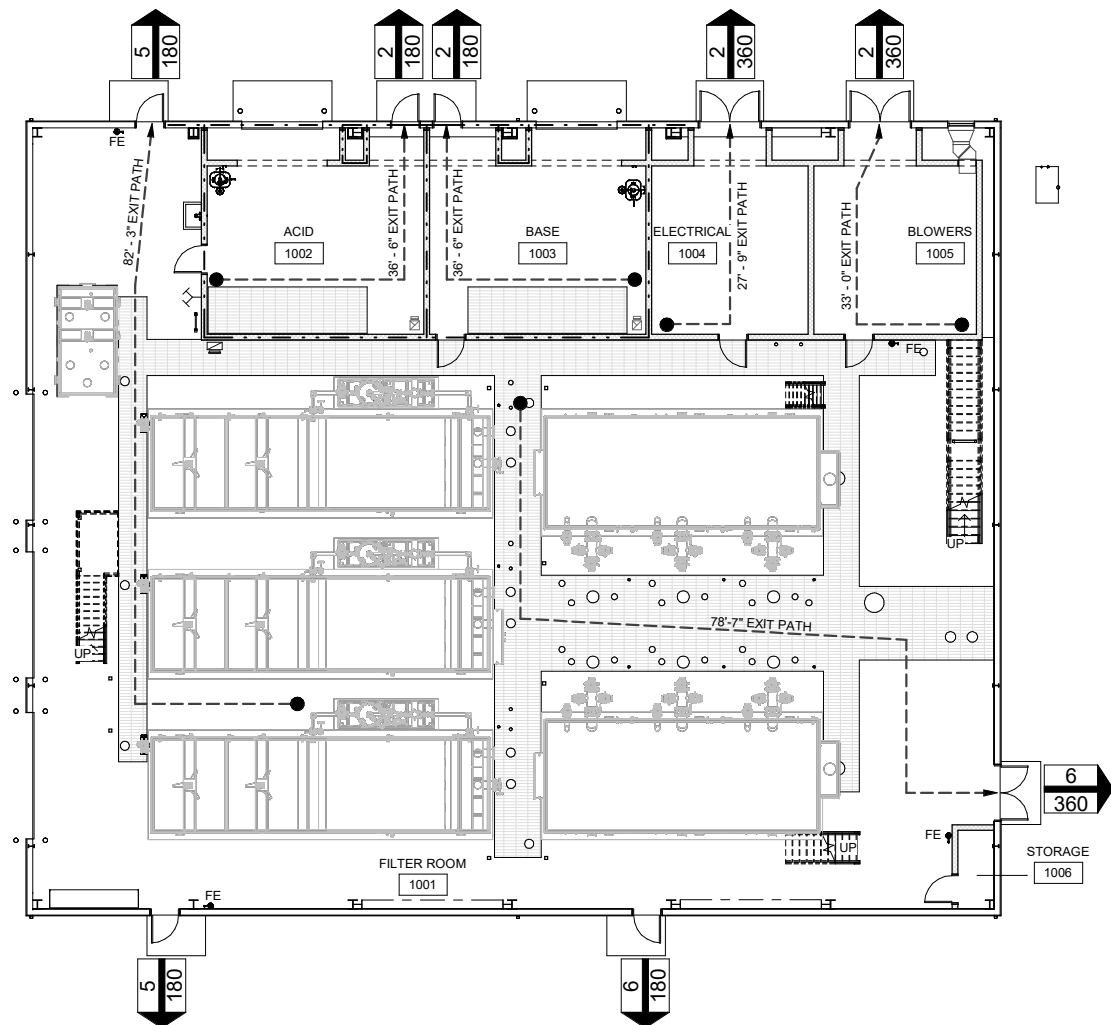 5
180
2
180
2
180
2
360
2
360
FE
82' - 3" EXIT PATH
36' - 6" EXIT PATH
36' - 6" EXIT PATH
27' - 9" EXIT PATH
33' - 0" EXIT PATH
ACID
1002
BASE
1003
ELECTRICAL
1004
BLOWERS
1005
FE
UP
78'-7" EXIT PATH
UP
6
360
FE
UP
STORAGE
1006
FILTER ROOM
1001
FE
5
180
6
180